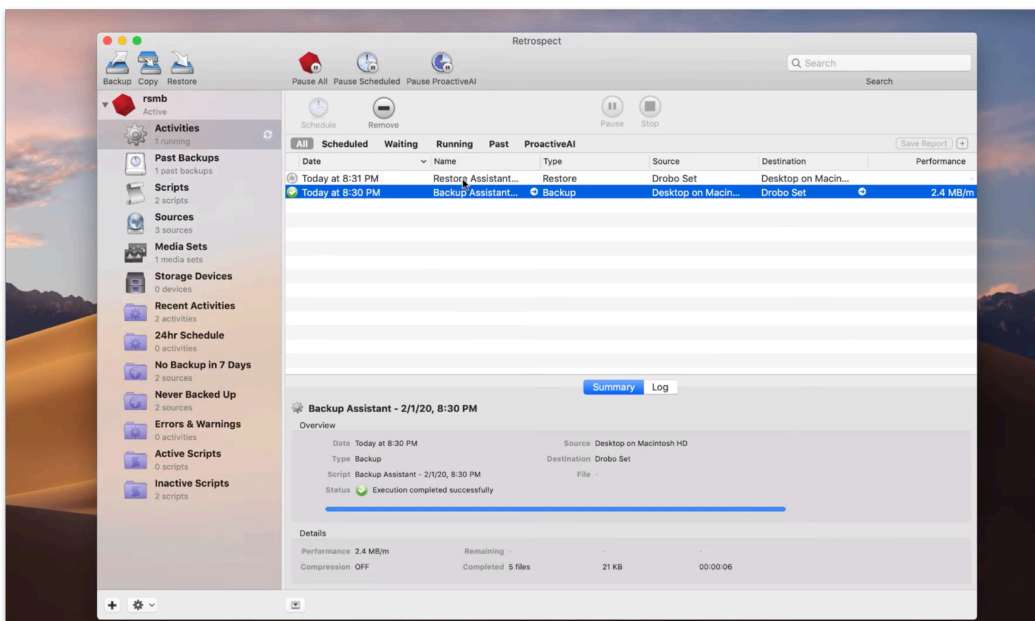 Retrospect
Backup Copy Restore
Pause All Pause Scheduled Pause ProactiveAI
Search
Search
rsmb
Active
Activities
1 running
Past Backups
1 past backups
Scripts
2 scripts
Sources
3 sources
Media Sets
1 media sets
Storage Devices
0 devices
Recent Activities
2 activities
24hr Schedule
0 activities
No Backup in 7 Days
2 sources
Never Backed Up
2 sources
Errors & Warnings
0 activities
Active Scripts
0 scripts
Inactive Scripts
2 scripts
Schedule Remove Pause Stop
All Scheduled Waiting Running Past ProactiveAI Save Report +
Date Name Type Source Destination Performance
Today at 8:31 PM Restore Assistant... Restore Drobo Set Desktop on Macin... -
Today at 8:30 PM Backup Assistant... Backup Desktop on Macin... Drobo Set 2.4 MB/m
Summary Log
Backup Assistant - 2/1/20, 8:30 PM
Overview
Date Today at 8:30 PM Source Desktop on Macintosh HD
Type Backup Destination Drobo Set
Script Backup Assistant - 2/1/20, 8:30 PM File -
Status Execution completed successfully
Details
Performance 2.4 MB/m Remaining - - -
Compression OFF Completed 5 files 21 KB 00:00:06